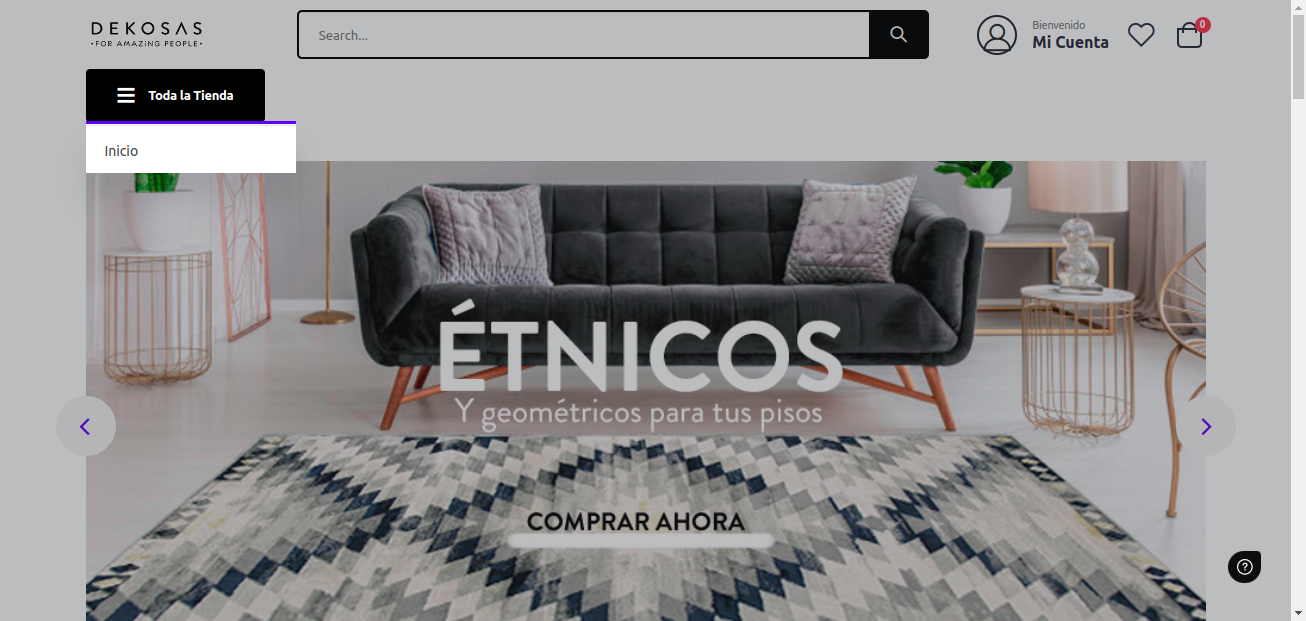 DEKOSAS
•FOR AMAZiNG PEOPLE•
Search...
Bienvenido
Mi Cuenta
0
Toda la Tienda
Inicio
ÉTNICOS
Y geométricos para tus pisos
COMPRAR AHORA